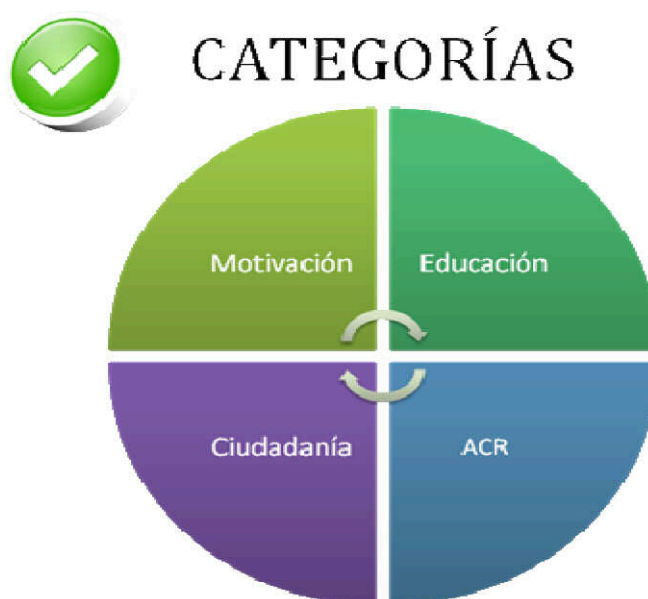 CATEGORÍAS
Motivación
Educación
Ciudadanía
ACR